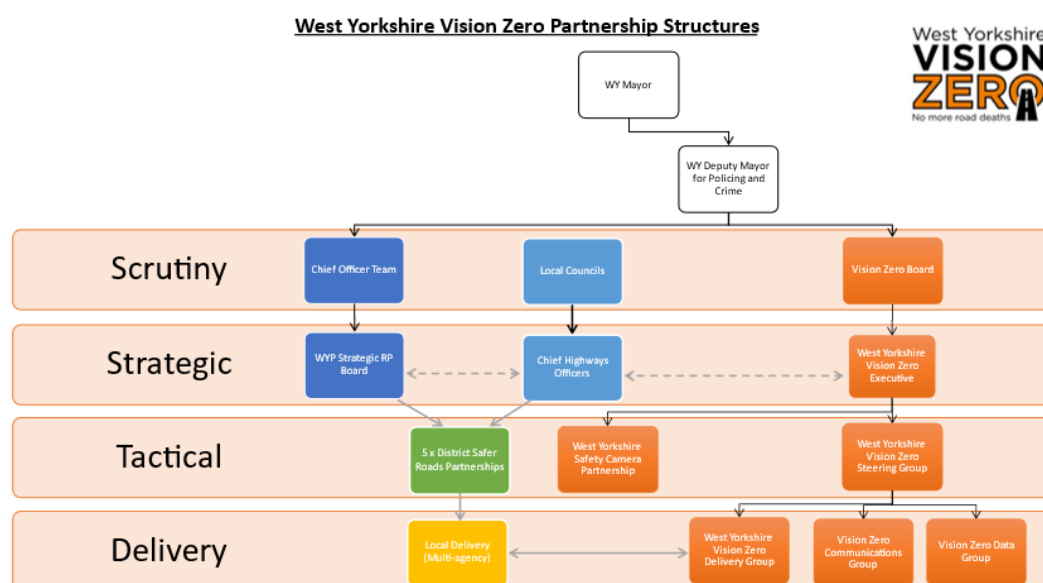 West Yorkshire Vision Zero Partnership Structures
West Yorkshire
VISION
ZERO
No more road deaths
WY Mayor
WY Deputy Mayor
for Policing and
Crime
Scrutiny
Chief Officer Team
Local Councils
Vision Zero Board
Strategic
WYP Strategic RP
Board
Chief Highways
Officers
West Yorkshire
Vision Zero
Executive
Tactical
5 x District Safer
Roads Partnerships
West Yorkshire
Safety Camera
Partnership
West Yorkshire
Vision Zero
Steering Group
Delivery
Local Delivery
(Multi-agency)
West Yorkshire
Vision Zero
Delivery Group
Vision Zero
Communications
Group
Vision Zero Data
Group